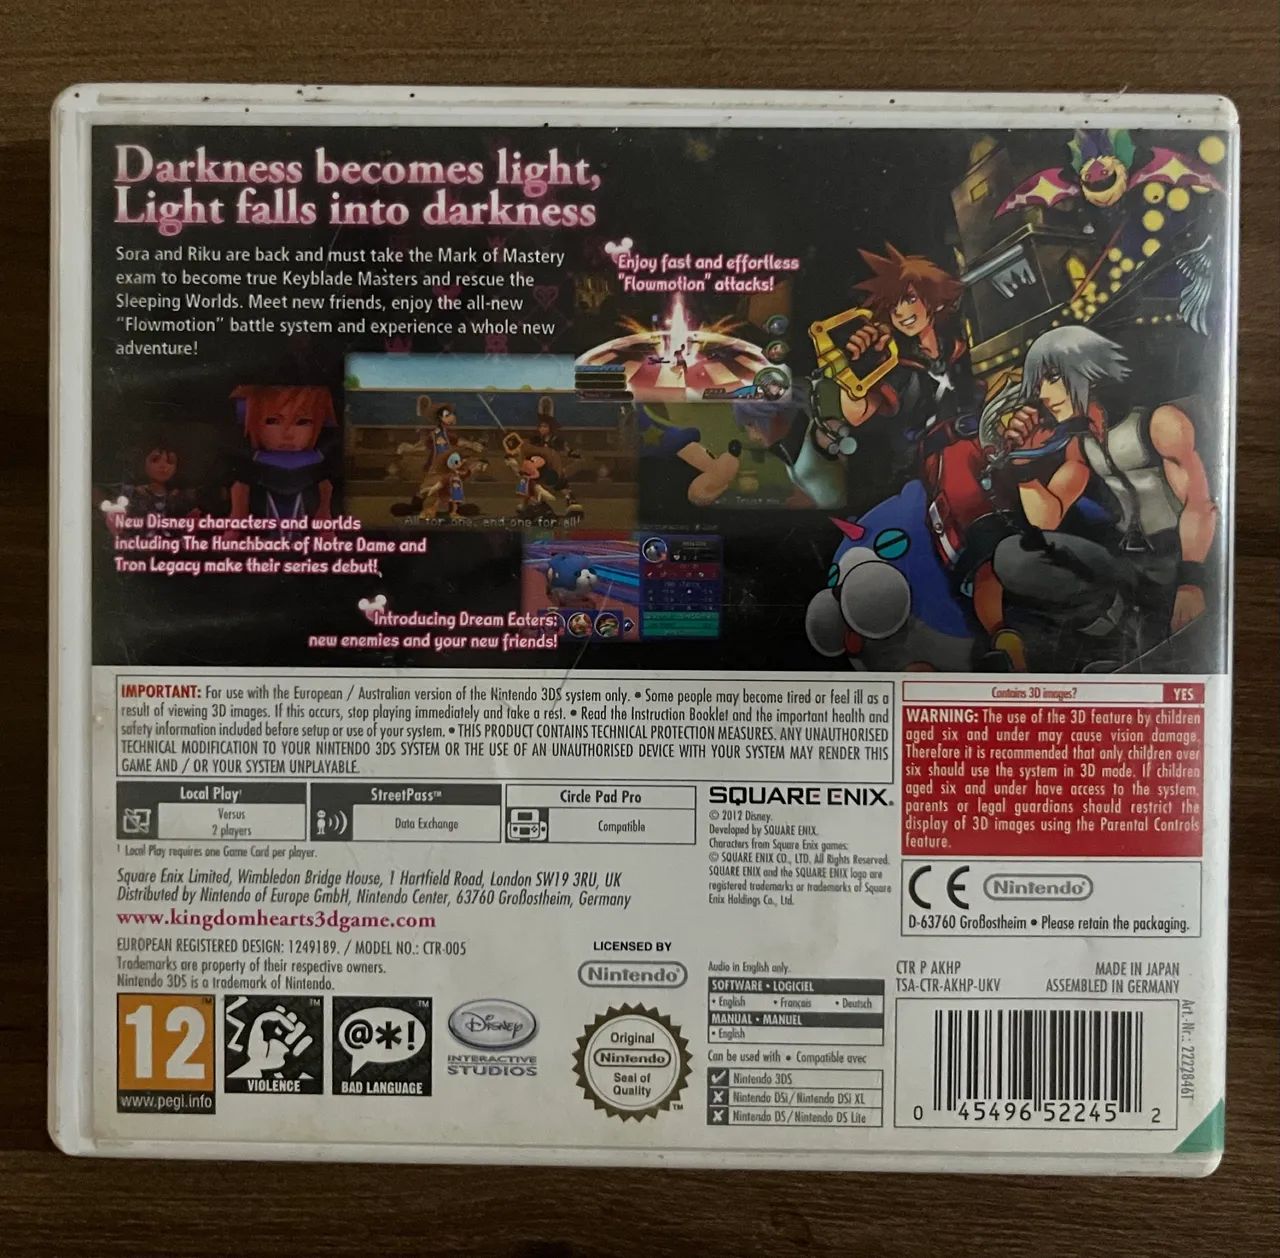 Darkness becomes light,
Light falls into darkness
Sora and Riku are back and must take the Mark of Mastery
exam to become true Keyblade Masters and rescue the
Sleeping Worlds. Meet new friends, enjoy the all-new
"Flowmotion" battle system and experience a whole new
adventure!
Enjoy fast and effortless
"Flowmotion" attacks!
All for one, and one for all!
New Disney characters and worlds
including The Hunchback of Notre Dame and
Tron Legacy make their series debut!
Introducing Dream Eaters:
new enemies and your new friends!
IMPORTANT: For use with the European / Australian version of the Nintendo 3DS system only. • Some people may become tired or feel ill as a
result of viewing 3D images. If this occurs, stop playing immediately and take a rest. • Read the Instruction Booklet and the important health and
safety information included before setup or use of your system. • THIS PRODUCT CONTAINS TECHNICAL PROTECTION MEASURES. ANY UNAUTHORISED
TECHNICAL MODIFICATION TO YOUR NINTENDO 3DS SYSTEM OR THE USE OF AN UNAUTHORISED DEVICE WITH YOUR SYSTEM MAY RENDER THIS
GAME AND / OR YOUR SYSTEM UNPLAYABLE.
Contains 3D images? YES
WARNING: The use of the 3D feature by children
aged six and under may cause vision damage.
Therefore it is recommended that only children over
six should use the system in 3D mode. If children
aged six and under have access to the system,
parents or legal guardians should restrict the
display of 3D images using the Parental Controls
feature.
Local Play†
Versus
2 players
StreetPass™
Data Exchange
Circle Pad Pro
Compatible
† Local Play requires one Game Card per player.
SQUARE ENIX.
© 2012 Disney.
Developed by SQUARE ENIX.
Characters from Square Enix games:
© SQUARE ENIX CO., LTD. All Rights Reserved.
SQUARE ENIX and the SQUARE ENIX logo are
registered trademarks or trademarks of Square
Enix Holdings Co., Ltd.
Square Enix Limited, Wimbledon Bridge House, 1 Hartfield Road, London SW19 3RU, UK
Distributed by Nintendo of Europe GmbH, Nintendo Center, 63760 Großostheim, Germany
www.kingdomhearts3dgame.com
CE Nintendo®
D-63760 Großostheim • Please retain the packaging.
EUROPEAN REGISTERED DESIGN: 1249189. / MODEL NO.: CTR-005
Trademarks are property of their respective owners.
Nintendo 3DS is a trademark of Nintendo.
LICENSED BY
Nintendo®
Audio in English only.
SOFTWARE • LOGICIEL
• English • Français • Deutsch
MANUAL • MANUEL
• English
Can be used with • Compatible avec
Nintendo 3DS
Nintendo DSi / Nintendo DSi XL
Nintendo DS / Nintendo DS Lite
CTR P AKHP MADE IN JAPAN
TSA-CTR-AKHP-UKV ASSEMBLED IN GERMANY
Art.-Nr.: 2222846T
0 45496 52245 2
12™
www.pegi.info
™
VIOLENCE
@*! ™
BAD LANGUAGE
Disney
INTERACTIVE
STUDIOS
Original
Nintendo
Seal of
Quality
™